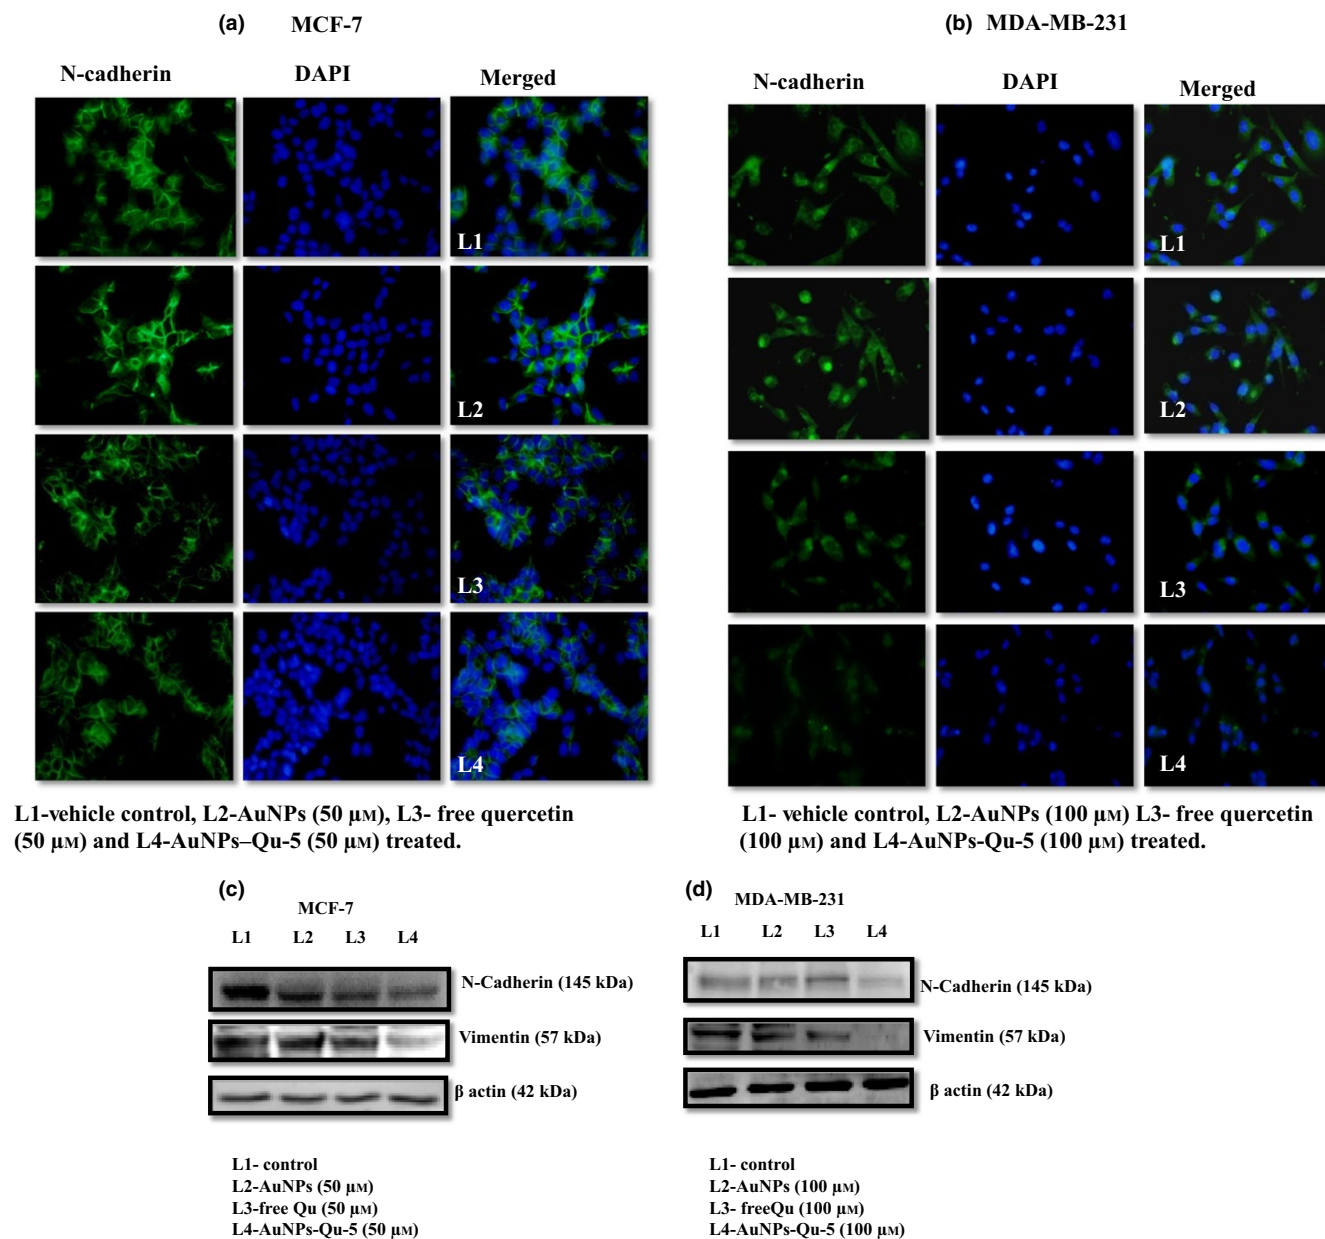 (a) MCF-7
N-cadherin DAPI Merged
L1
L2
L3
L4
L1-vehicle control, L2-AuNPs (50 μM), L3- free quercetin
(50 μM) and L4-AuNPs–Qu-5 (50 μM) treated.
(b) MDA-MB-231
N-cadherin DAPI Merged
L1
L2
L3
L4
L1- vehicle control, L2-AuNPs (100 μM) L3- free quercetin
(100 μM) and L4-AuNPs-Qu-5 (100 μM) treated.
(c)
MCF-7
L1 L2 L3 L4
N-Cadherin (145 kDa)
Vimentin (57 kDa)
β actin (42 kDa)
L1- control
L2-AuNPs (50 μM)
L3-free Qu (50 μM)
L4-AuNPs-Qu-5 (50 μM)
(d)
MDA-MB-231
L1 L2 L3 L4
N-Cadherin (145 kDa)
Vimentin (57 kDa)
β actin (42 kDa)
L1- control
L2-AuNPs (100 μM)
L3- freeQu (100 μM)
L4-AuNPs-Qu-5 (100 μM)